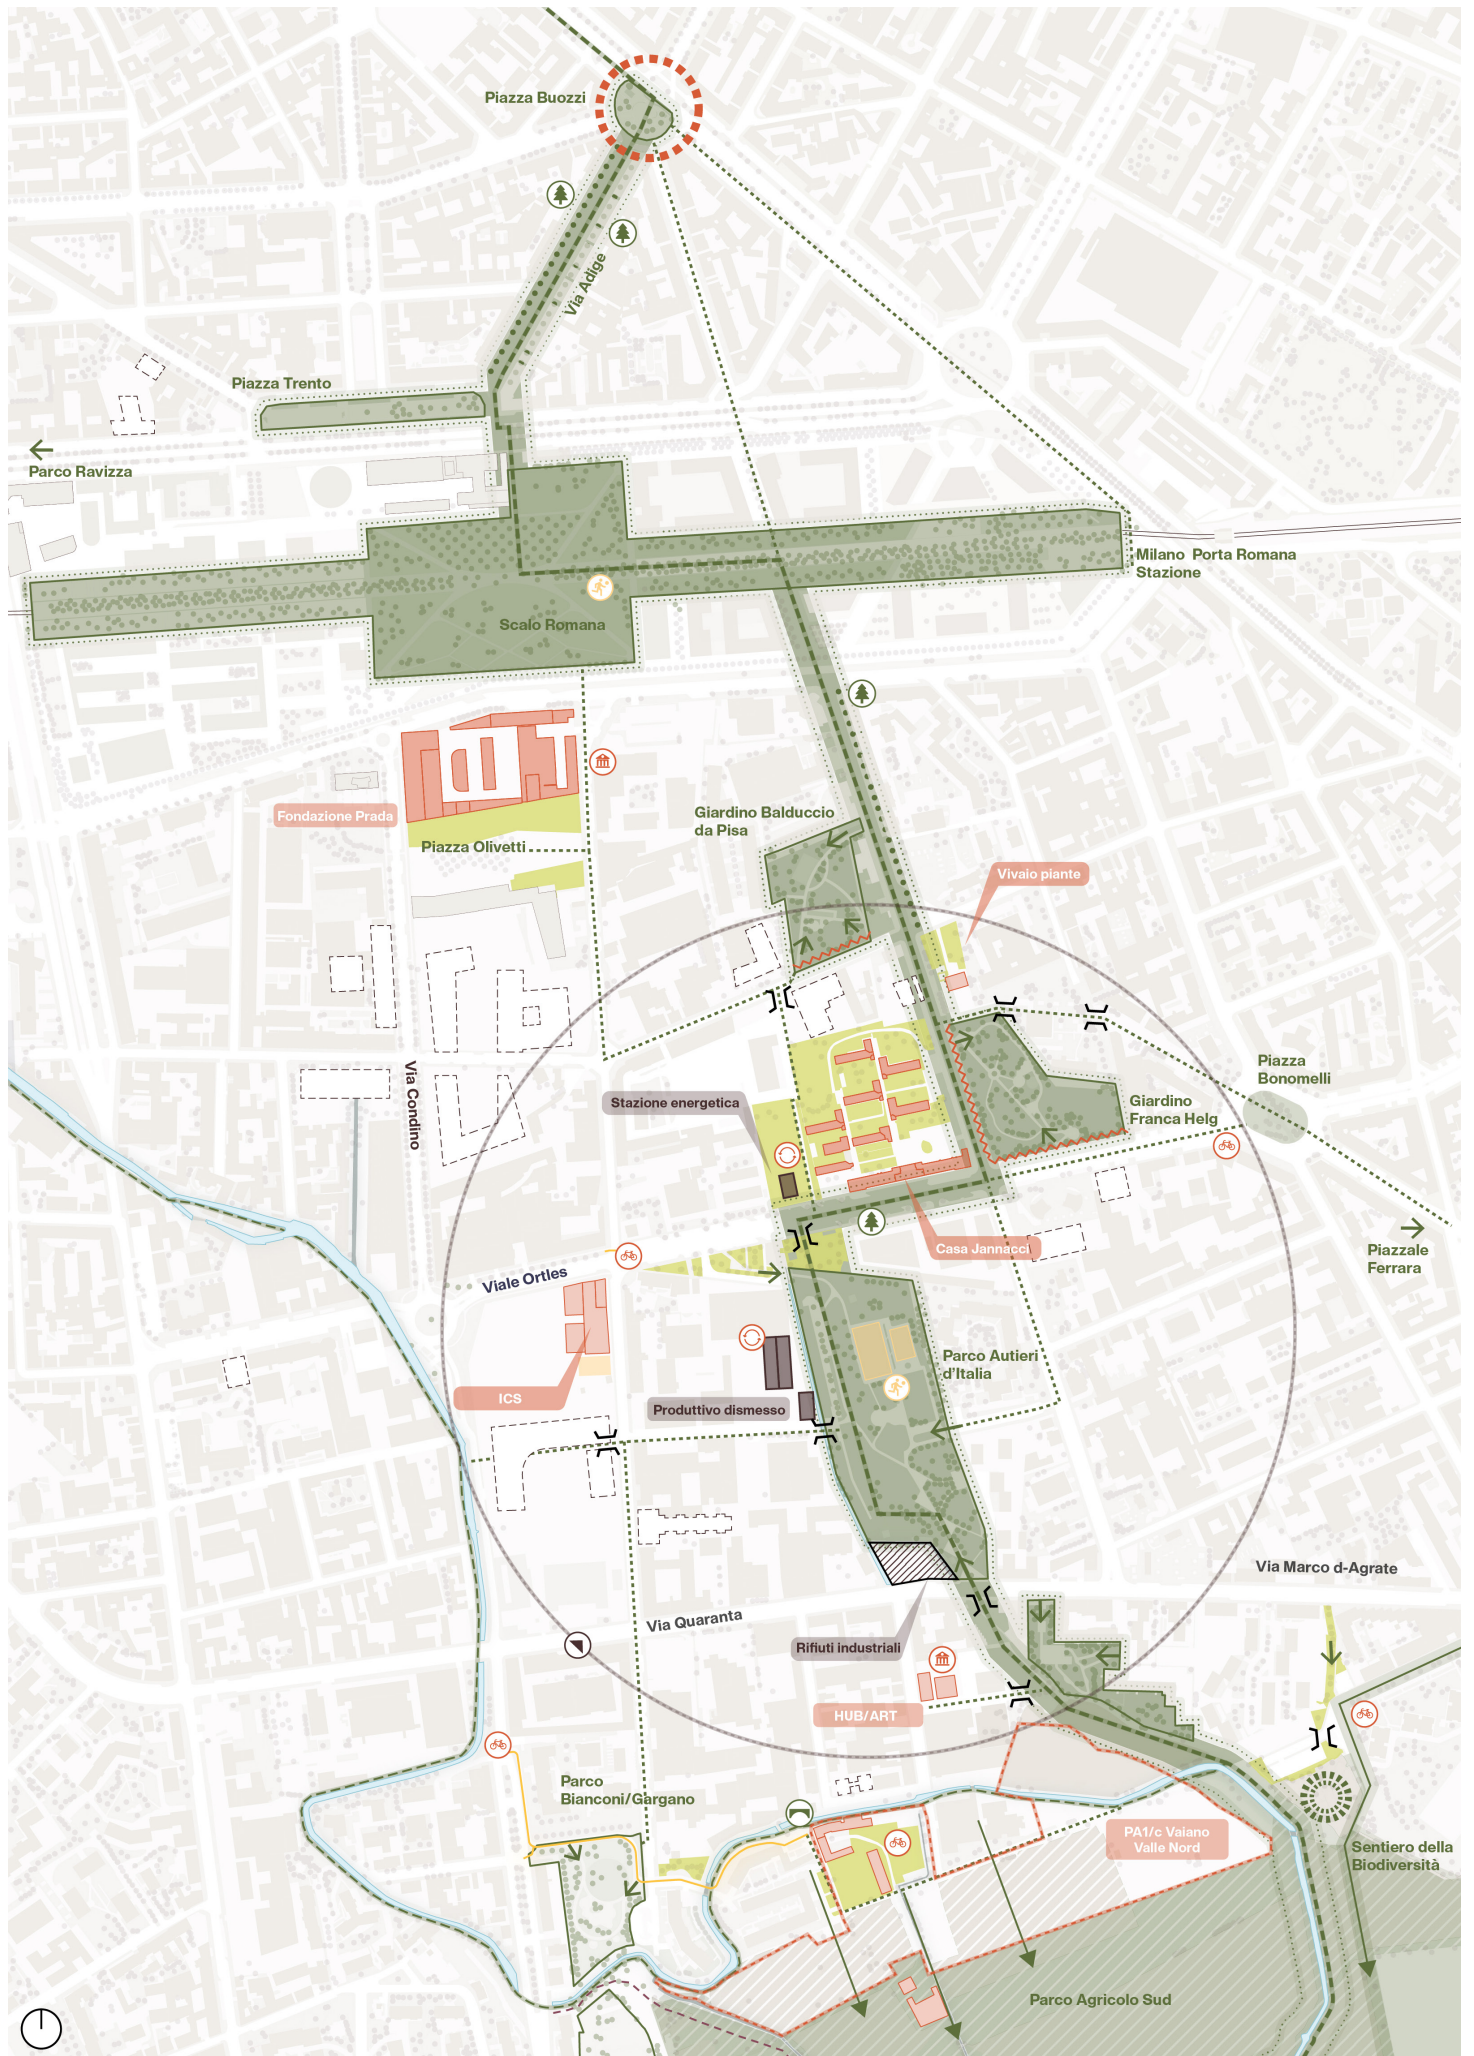 Piazza Buozzi
Via Adige
Piazza Trento
Parco Ravizza
Milano Porta Romana
Stazione
Scalo Romana
Fondazione Prada
Giardino Balduccio
da Pisa
Piazza Olivetti
Vivaio piante
Via Condino
Piazza
Bonomelli
Stazione energetica
Giardino
Franca Helg
Casa Jannacci
Piazzale
Ferrara
Viale Ortles
Parco Autieri
d'Italia
ICS
Produttivo dismesso
Via Marco d-Agrate
Via Quaranta
Rifiuti industriali
HUB/ART
Parco
Bianconi/Gargano
PA1/c Vaiano
Valle Nord
Sentiero della
Biodiversità
Parco Agricolo Sud